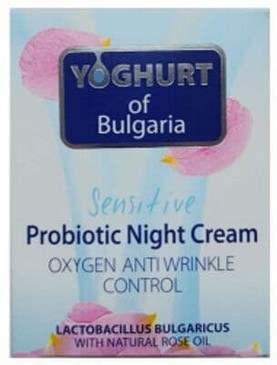 YOGHURT
of
Bulgaria
Sensitive
Probiotic Night Cream
OXYGEN ANTI WRINKLE
CONTROL
LACTOBACILLUS BULGARICUS
WITH NATURAL ROSE OIL